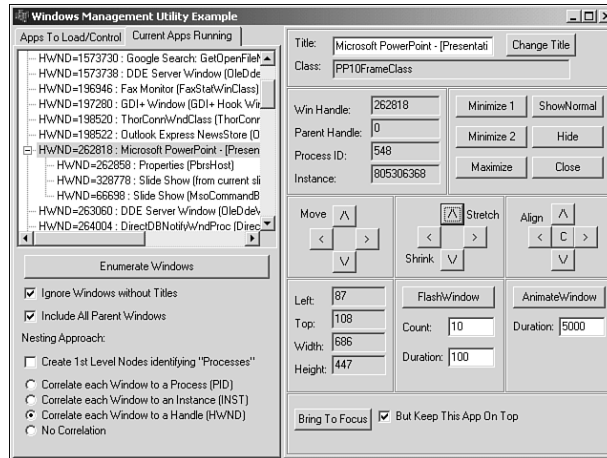 Windows Management Utility Example
Apps To Load/Control
Current Apps Running
HWND=1573730 : Google Search: GetOpenFileN
HWND=1573738 : DDE Server Window (OleDde
HWND=196946 : Fax Monitor (FaxStatWinClass)
HWND=197280 : GDI+ Window (GDI+ Hook Wir
HWND=198520 : ThorConnWndClass (ThorConr
HWND=198522 : Outlook Express NewsStore (O
HWND=262818 : Microsoft PowerPoint - [Presen
HWND=262858 : Properties (PbrsHost)
HWND=328778 : Slide Show (from current sli
HWND=66698 : Slide Show (MsoCommandB
HWND=263060 : DDE Server Window (OleDdeV
HWND=264004 : DirectDBNotifyWndProc (Direc
Enumerate Windows
Ignore Windows without Titles
Include All Parent Windows
Nesting Approach:
Create 1st Level Nodes identifying "Processes"
Correlate each Window to a Process (PID)
Correlate each Window to an Instance (INST)
Correlate each Window to a Handle (HWND)
No Correlation
Title:
Microsoft PowerPoint - [Presentati
Change Title
Class:
PP10FrameClass
Win Handle:
262818
Parent Handle:
0
Process ID:
548
Instance:
805306368
Minimize 1
ShowNormal
Minimize 2
Hide
Maximize
Close
Move
/\
<
>
\/
/\
Stretch
<
>
Shrink
\/
Align
/\
<
C
>
\/
Left:
87
Top:
108
Width:
686
Height:
447
FlashWindow
Count:
10
Duration:
100
AnimateWindow
Duration:
5000
Bring To Focus
But Keep This App On Top